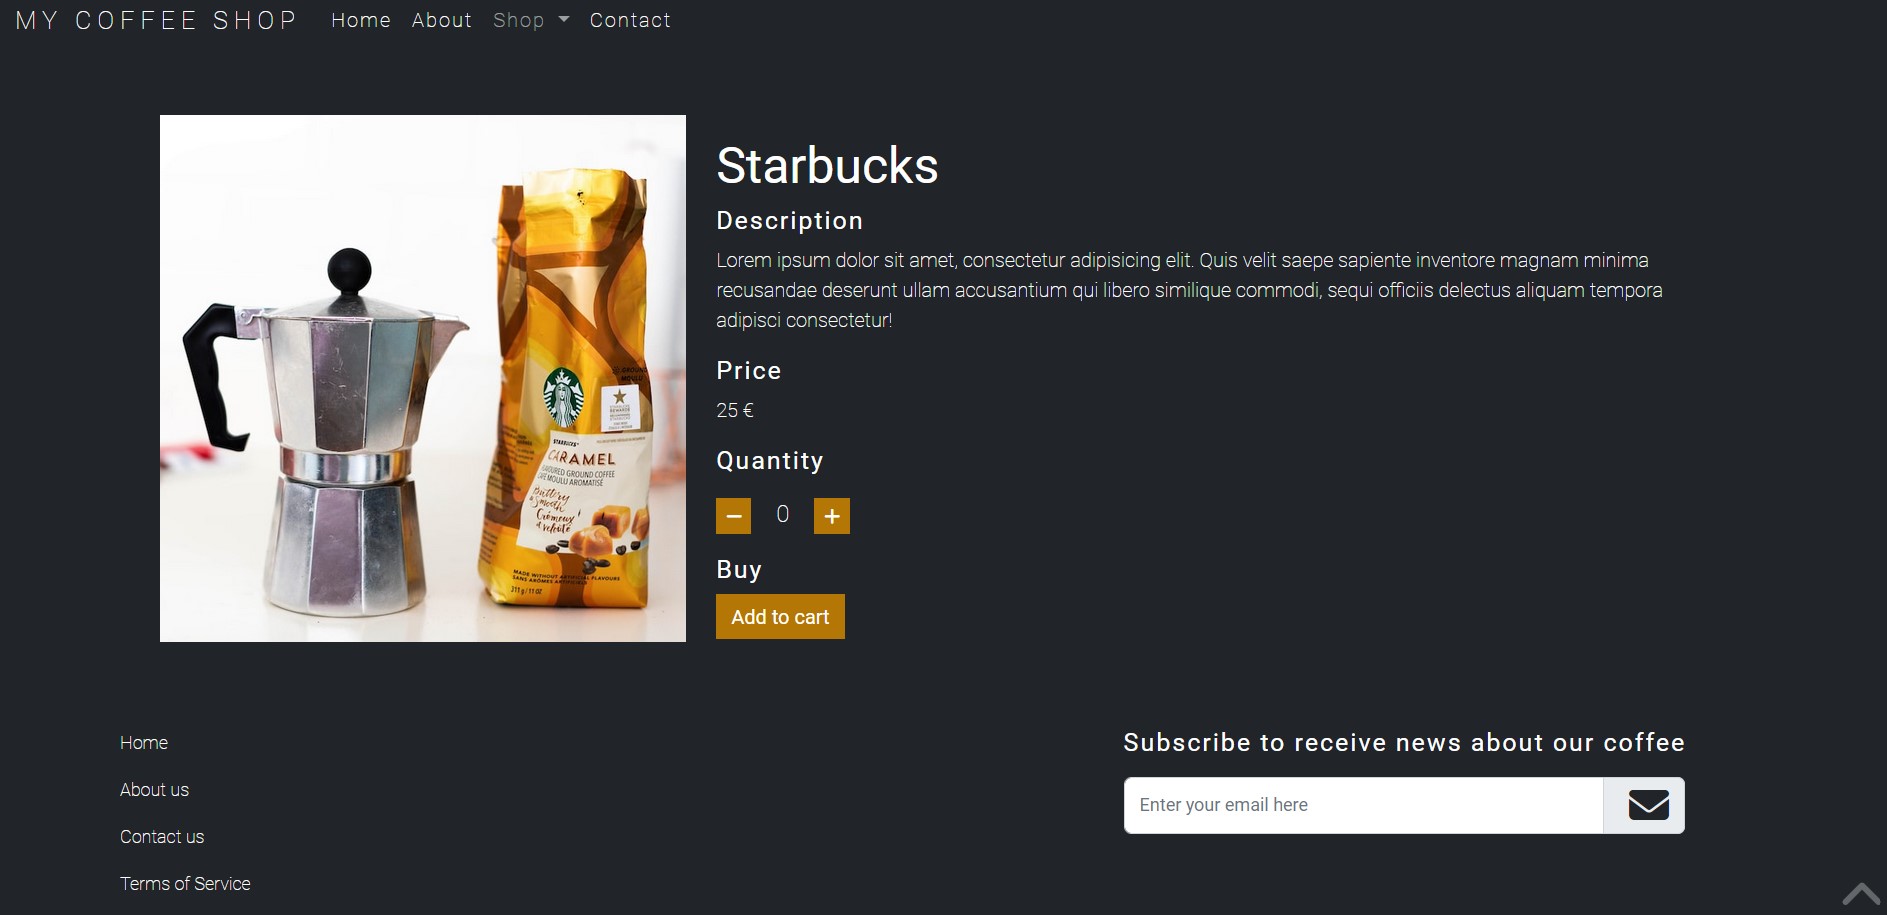 MY COFFEE SHOP Home About Shop Contact
Starbucks
Description
Lorem ipsum dolor sit amet, consectetur adipisicing elit. Quis velit saepe sapiente inventore magnam minima
recusandae deserunt ullam accusantium qui libero similique commodi, sequi officiis delectus aliquam tempora
adipisci consectetur!
Price
25 €
Quantity
− 0 +
Buy
Add to cart
GROUND
MOULU
STARBUCKS
CARAMEL
FLAVOURED GROUND COFFEE
CAFÉ MOULU AROMATISÉ
Buttery
& Smooth
Crémeux
et velouté
MADE WITHOUT ARTIFICIAL FLAVOURS
SANS ARÔMES ARTIFICIELS
311g/11 OZ
Home
About us
Contact us
Terms of Service
Subscribe to receive news about our coffee
Enter your email here